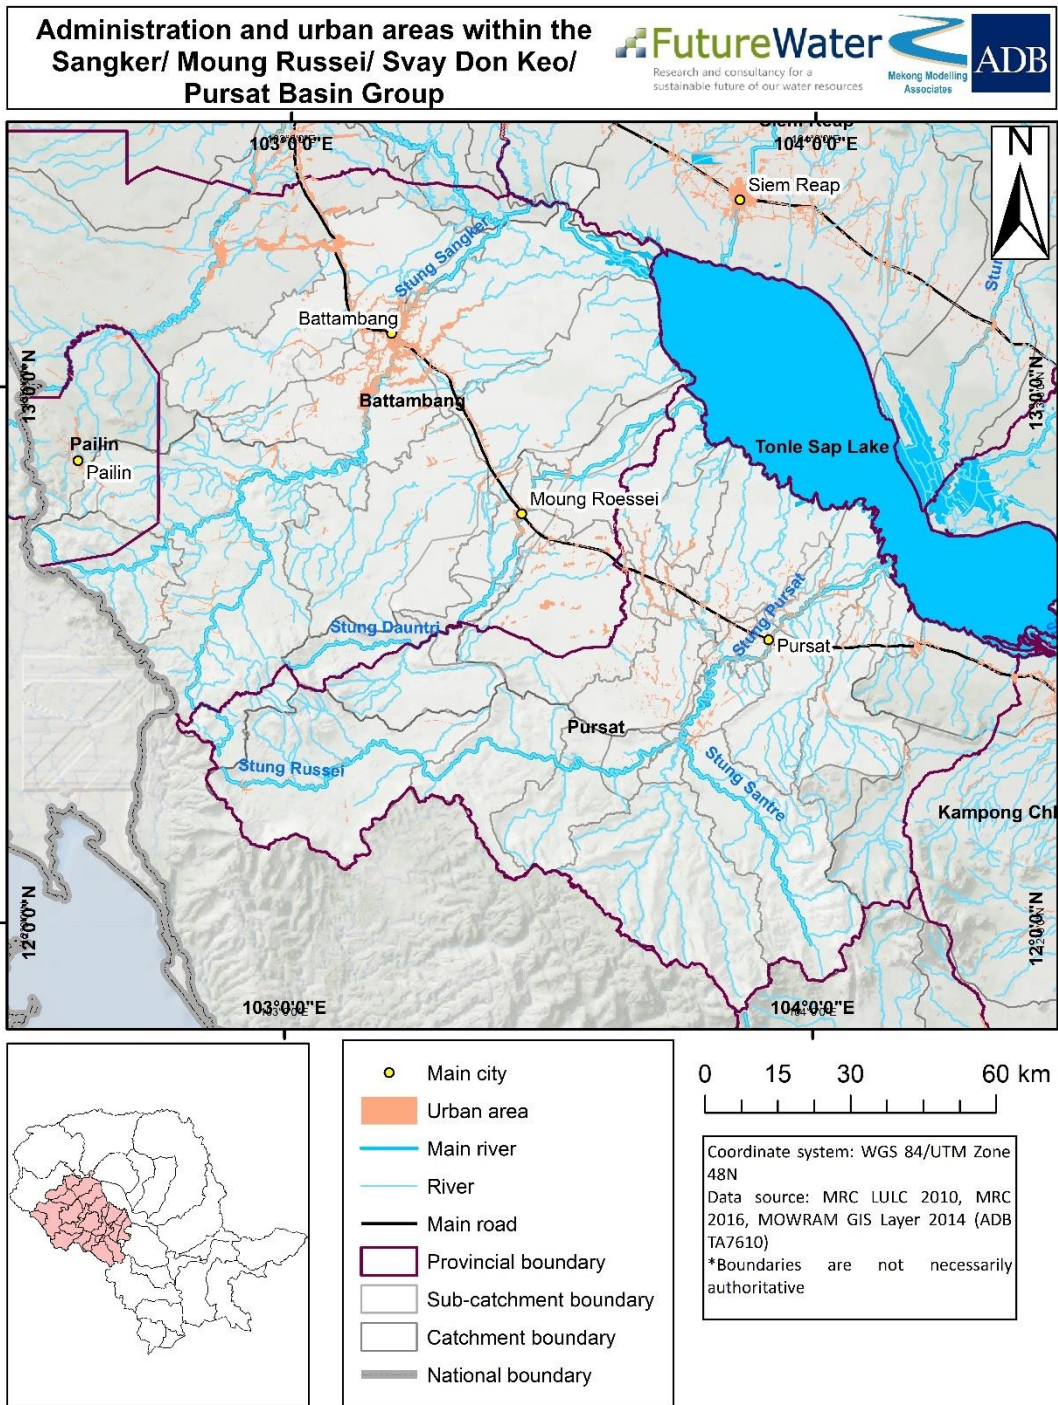 Administration and urban areas within the
Sangker/ Moung Russei/ Svay Don Keo/
Pursat Basin Group
FutureWater
Research and consultancy for a
sustainable future of our water resources
Mekong Modelling
Associates
ADB
103°0'0"E
104°0'0"E
Siem Reap
N
Siem Reap
Stung Sangker
Stu
Battambang
13°0'0"N
13°0'0"N
Battambang
Pailin
Pailin
Tonle Sap Lake
Moung Roessei
Stung Pursat
Stung Dauntri
Pursat
Pursat
Stung Russei
Stung Santre
Kampong Chl
12°0'0"N
12°0'0"N
103°0'0"E
104°0'0"E
Main city
Urban area
Main river
River
Main road
Provincial boundary
Sub-catchment boundary
Catchment boundary
National boundary
0 15 30 60 km
Coordinate system: WGS 84/UTM Zone
48N
Data source: MRC LULC 2010, MRC
2016, MOWRAM GIS Layer 2014 (ADB
TA7610)
*Boundaries are not necessarily
authoritative